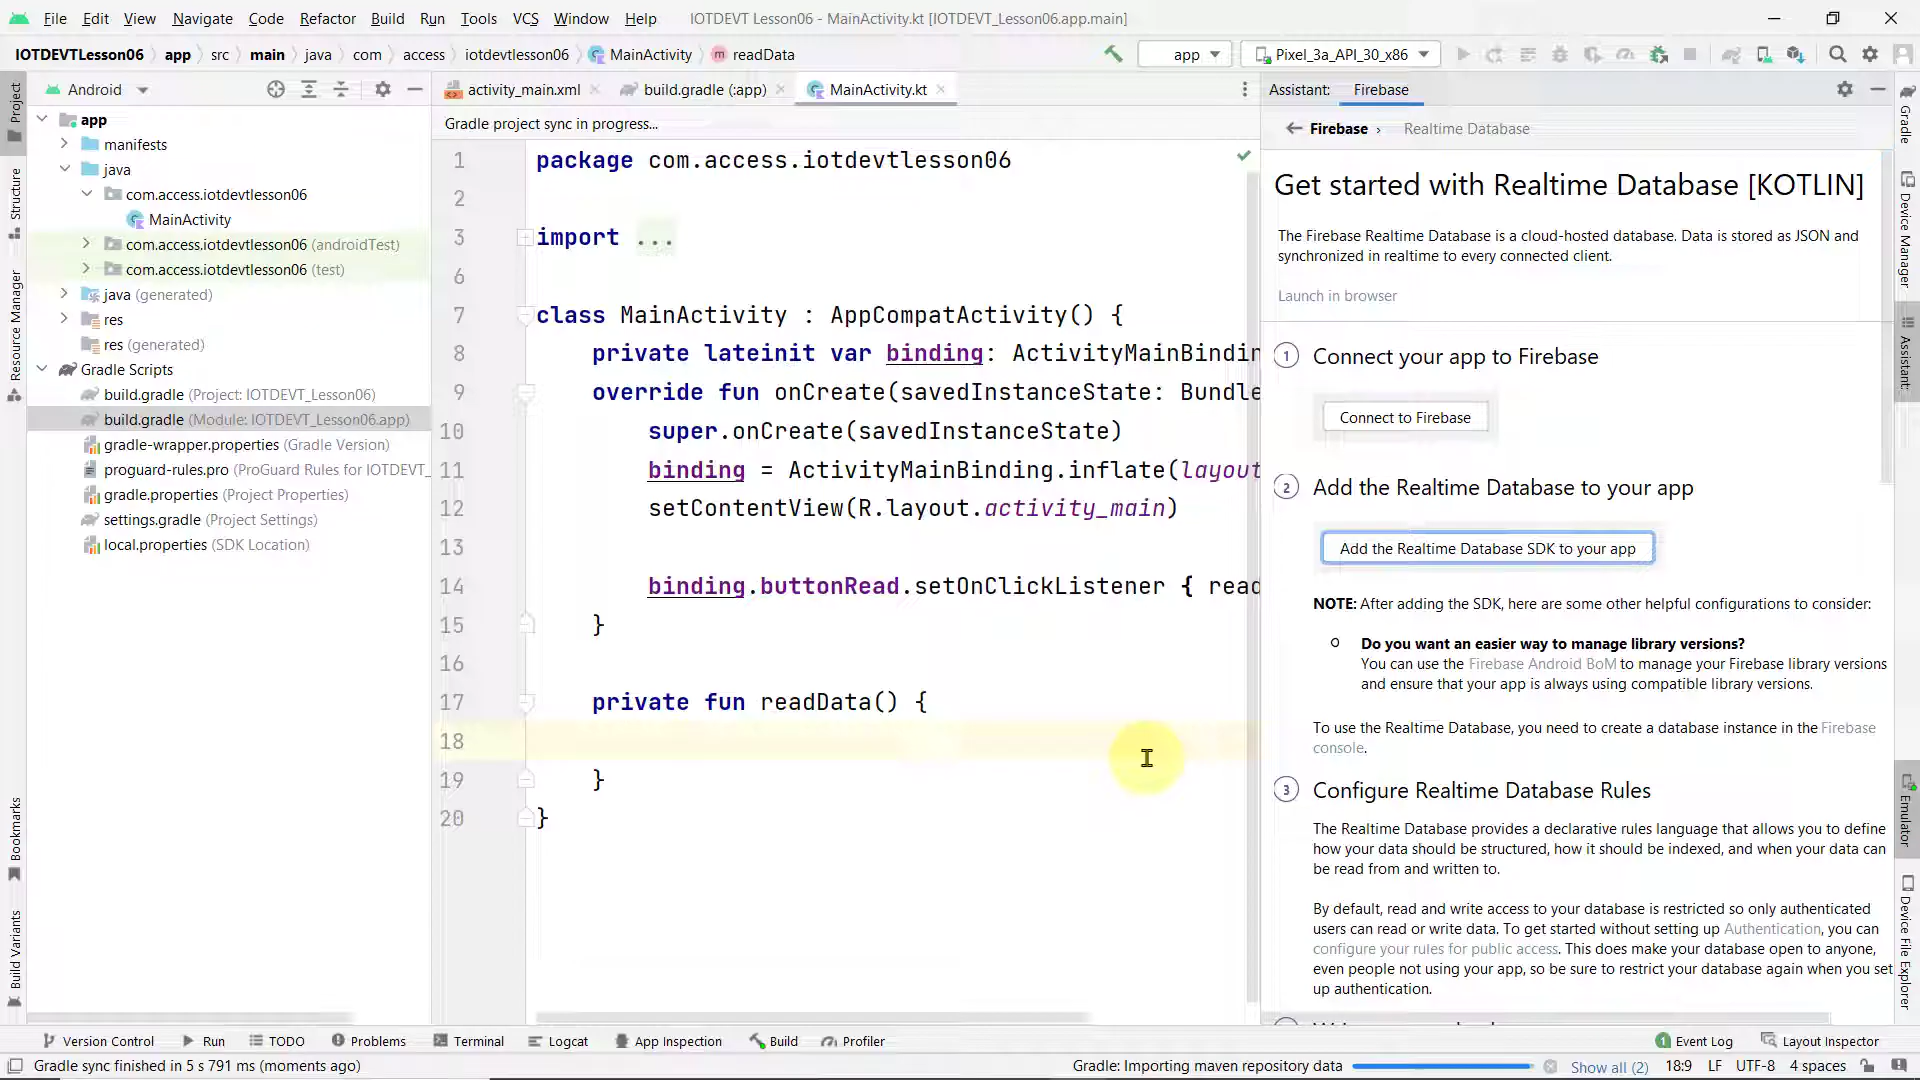 File Edit View Navigate Code Refactor Build Run Tools VCS Window Help IOTDEVT Lesson06 - MainActivity.kt [IOTDEVT_Lesson06.app.main]
IOTDEVTLesson06 app src main java com access iotdevtlesson06 MainActivity readData app Pixel_3a_API_30_x86
Android
activity_main.xml build.gradle (:app) MainActivity.kt
Assistant: Firebase
Project
Structure
Resource Manager
Bookmarks
Build Variants
app
manifests
java
com.access.iotdevtlesson06
MainActivity
com.access.iotdevtlesson06 (androidTest)
com.access.iotdevtlesson06 (test)
java (generated)
res
res (generated)
Gradle Scripts
build.gradle (Project: IOTDEVT_Lesson06)
build.gradle (Module: IOTDEVT_Lesson06.app)
gradle-wrapper.properties (Gradle Version)
proguard-rules.pro (ProGuard Rules for IOTDEVT_
gradle.properties (Project Properties)
settings.gradle (Project Settings)
local.properties (SDK Location)
Gradle project sync in progress...
1 package com.access.iotdevtlesson06
2
3 import ...
6
7 class MainActivity : AppCompatActivity() {
8 private lateinit var binding: ActivityMainBindin
9 override fun onCreate(savedInstanceState: Bundle
10 super.onCreate(savedInstanceState)
11 binding = ActivityMainBinding.inflate(layout
12 setContentView(R.layout.activity_main)
13
14 binding.buttonRead.setOnClickListener { read
15 }
16
17 private fun readData() {
18
19 }
20 }
Firebase › Realtime Database
Get started with Realtime Database [KOTLIN]
The Firebase Realtime Database is a cloud-hosted database. Data is stored as JSON and
synchronized in realtime to every connected client.
Launch in browser
1 Connect your app to Firebase
Connect to Firebase
2 Add the Realtime Database to your app
Add the Realtime Database SDK to your app
NOTE: After adding the SDK, here are some other helpful configurations to consider:
Do you want an easier way to manage library versions?
You can use the Firebase Android BoM to manage your Firebase library versions
and ensure that your app is always using compatible library versions.
To use the Realtime Database, you need to create a database instance in the Firebase
console.
3 Configure Realtime Database Rules
The Realtime Database provides a declarative rules language that allows you to define
how your data should be structured, how it should be indexed, and when your data can
be read from and written to.
By default, read and write access to your database is restricted so only authenticated
users can read or write data. To get started without setting up Authentication, you can
configure your rules for public access. This does make your database open to anyone,
even people not using your app, so be sure to restrict your database again when you set
up authentication.
Gradle
Device Manager
Assistant:
Emulator
Device File Explorer
Version Control Run TODO Problems Terminal Logcat App Inspection Build Profiler 1 Event Log Layout Inspector
Gradle sync finished in 5 s 791 ms (moments ago) Gradle: Importing maven repository data Show all (2) 18:9 LF UTF-8 4 spaces